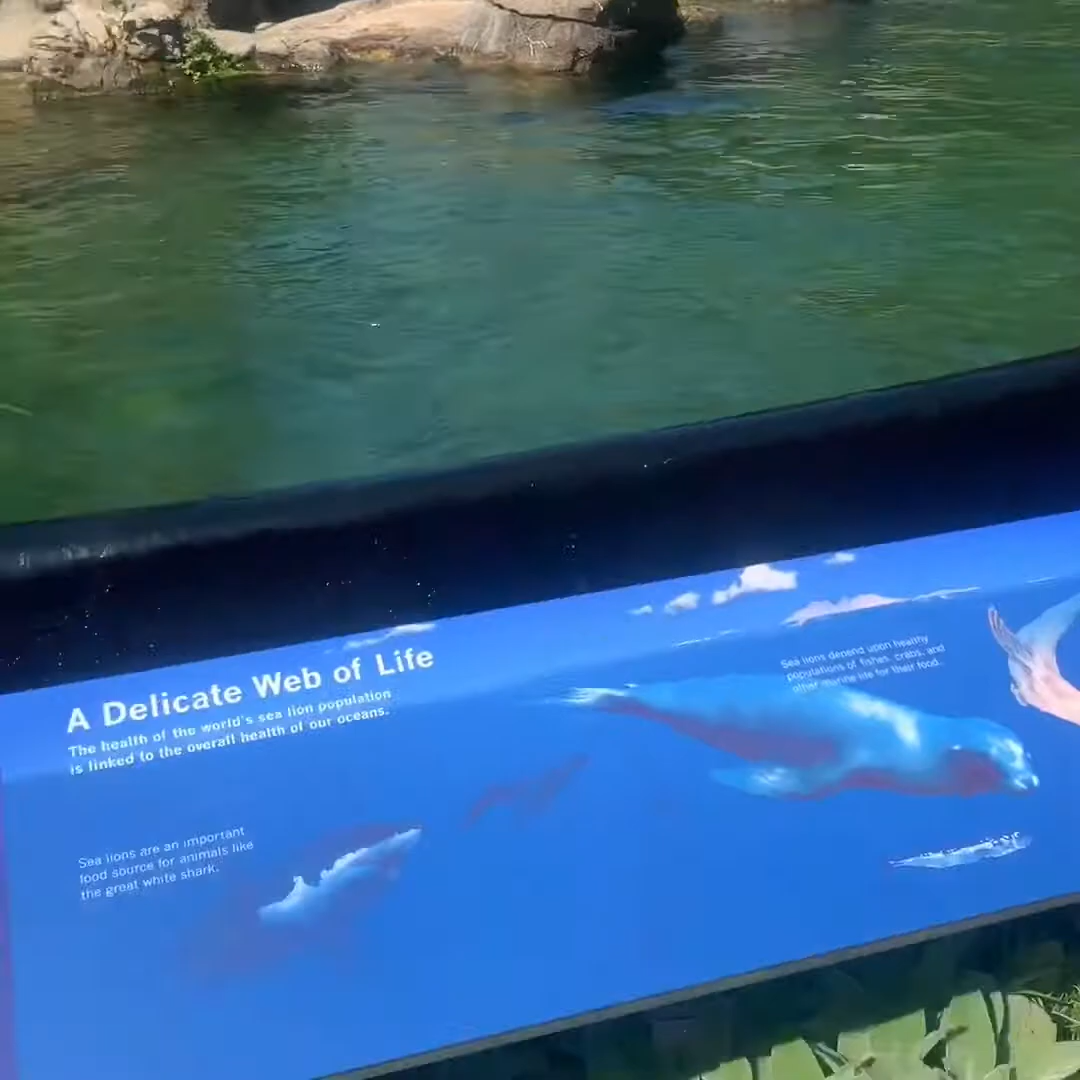 A Delicate Web of Life
The health of the world's sea lion population
is linked to the overall health of our oceans.
Sea lions depend upon healthy
populations of fishes, crabs, and
other marine life for their food.
Sea lions are an important
food source for animals like
the great white shark.